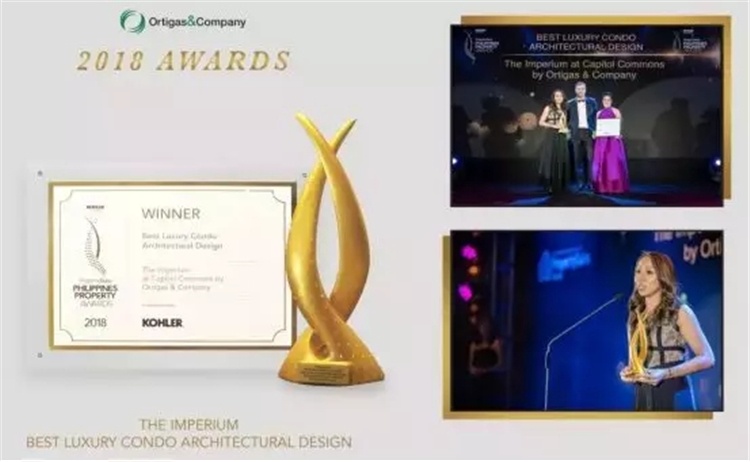 Ortigas&Company
2018 AWARDS
WINNER
Best Luxury Condo
Architectural Design
The Imperium
at Capitol Commons by
Ortigas & Company
PHILIPPINES
PROPERTY
AWARDS
2018
KOHLER
THE IMPERIUM
BEST LUXURY CONDO ARCHITECTURAL DESIGN
BEST LUXURY CONDO
ARCHITECTURAL DESIGN
The Imperium at Capitol Commons
by Ortigas & Company
by Ort